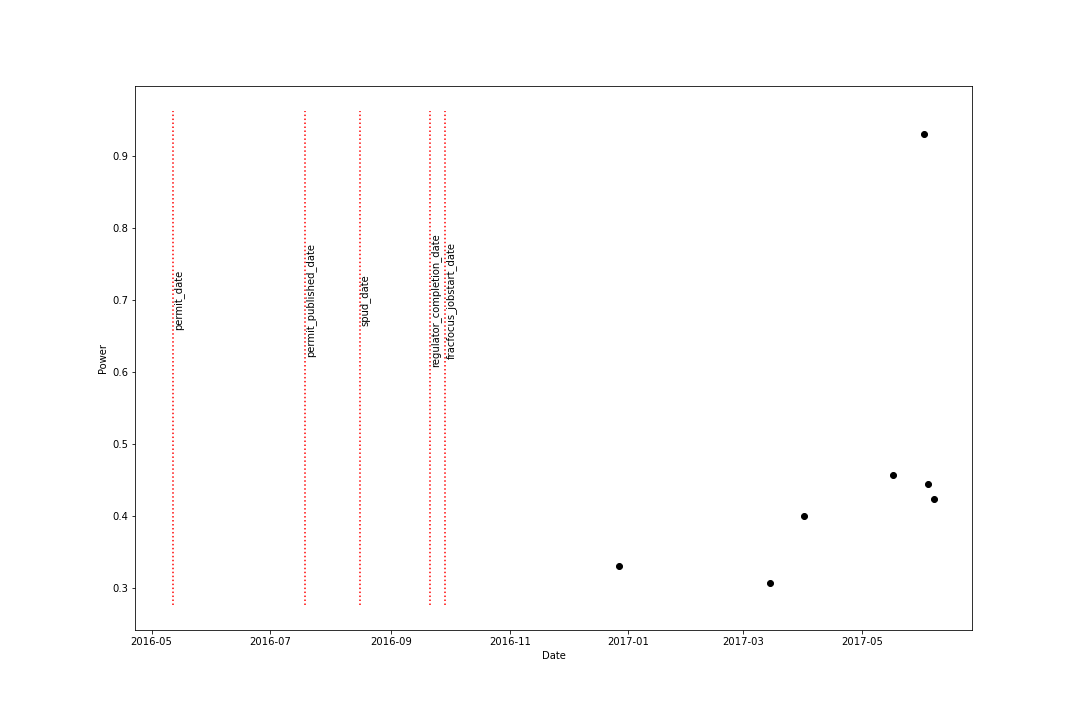 0.9
0.8
0.7
0.6
0.5
0.4
0.3
Power
permit_date
permit_published_date
spud_date
regulator_completion_date
fracfocus_jobstart_date
2016-05
2016-07
2016-09
2016-11
2017-01
2017-03
2017-05
Date